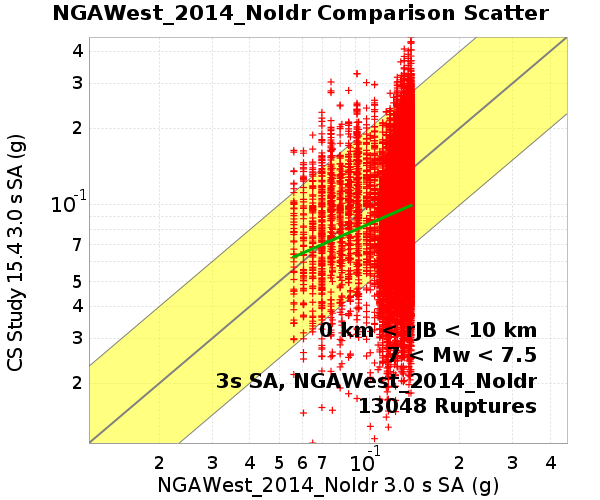 NGAWest_2014_NoIdr Comparison Scatter
4
3
2
10-1
7
5
4
3
2
CS Study 15.4 3.0 s SA (g)
0 km < rJB < 10 km
7 < Mw < 7.5
3s SA, NGAWest_2014_NoIdr
13048 Ruptures
2 3 4 5 6 7 10-1 2 3 4
NGAWest_2014_NoIdr 3.0 s SA (g)